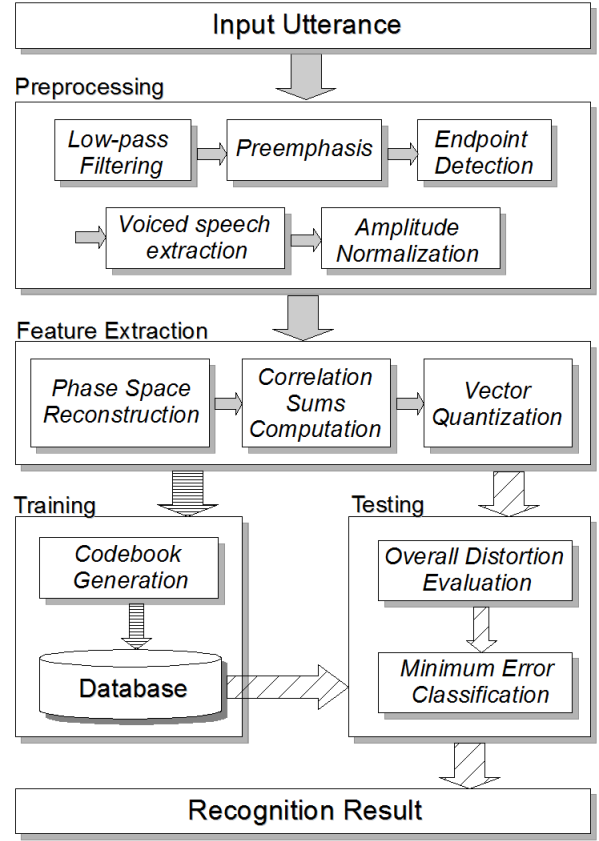 Input Utterance
Preprocessing
Low-pass
Filtering
Preemphasis
Endpoint
Detection
Voiced speech
extraction
Amplitude
Normalization
Feature Extraction
Phase Space
Reconstruction
Correlation
Sums
Computation
Vector
Quantization
Training
Codebook
Generation
Database
Testing
Overall Distortion
Evaluation
Minimum Error
Classification
Recognition Result